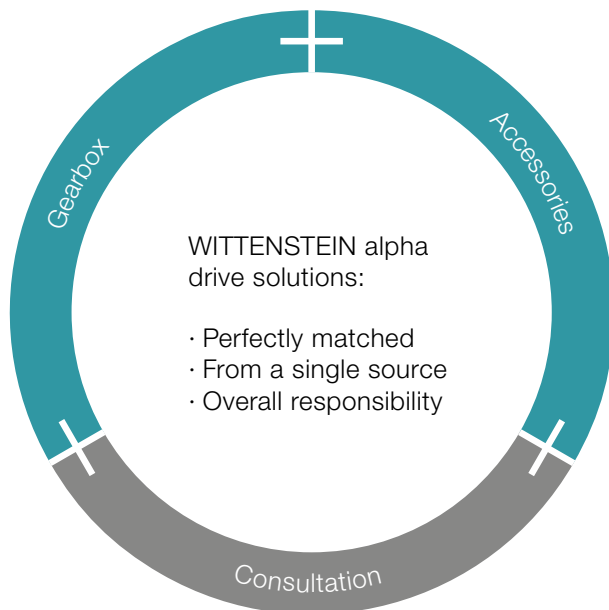 Gearbox
Accessories
WITTENSTEIN alpha
drive solutions:
· Perfectly matched
· From a single source
· Overall responsibility
Consultation